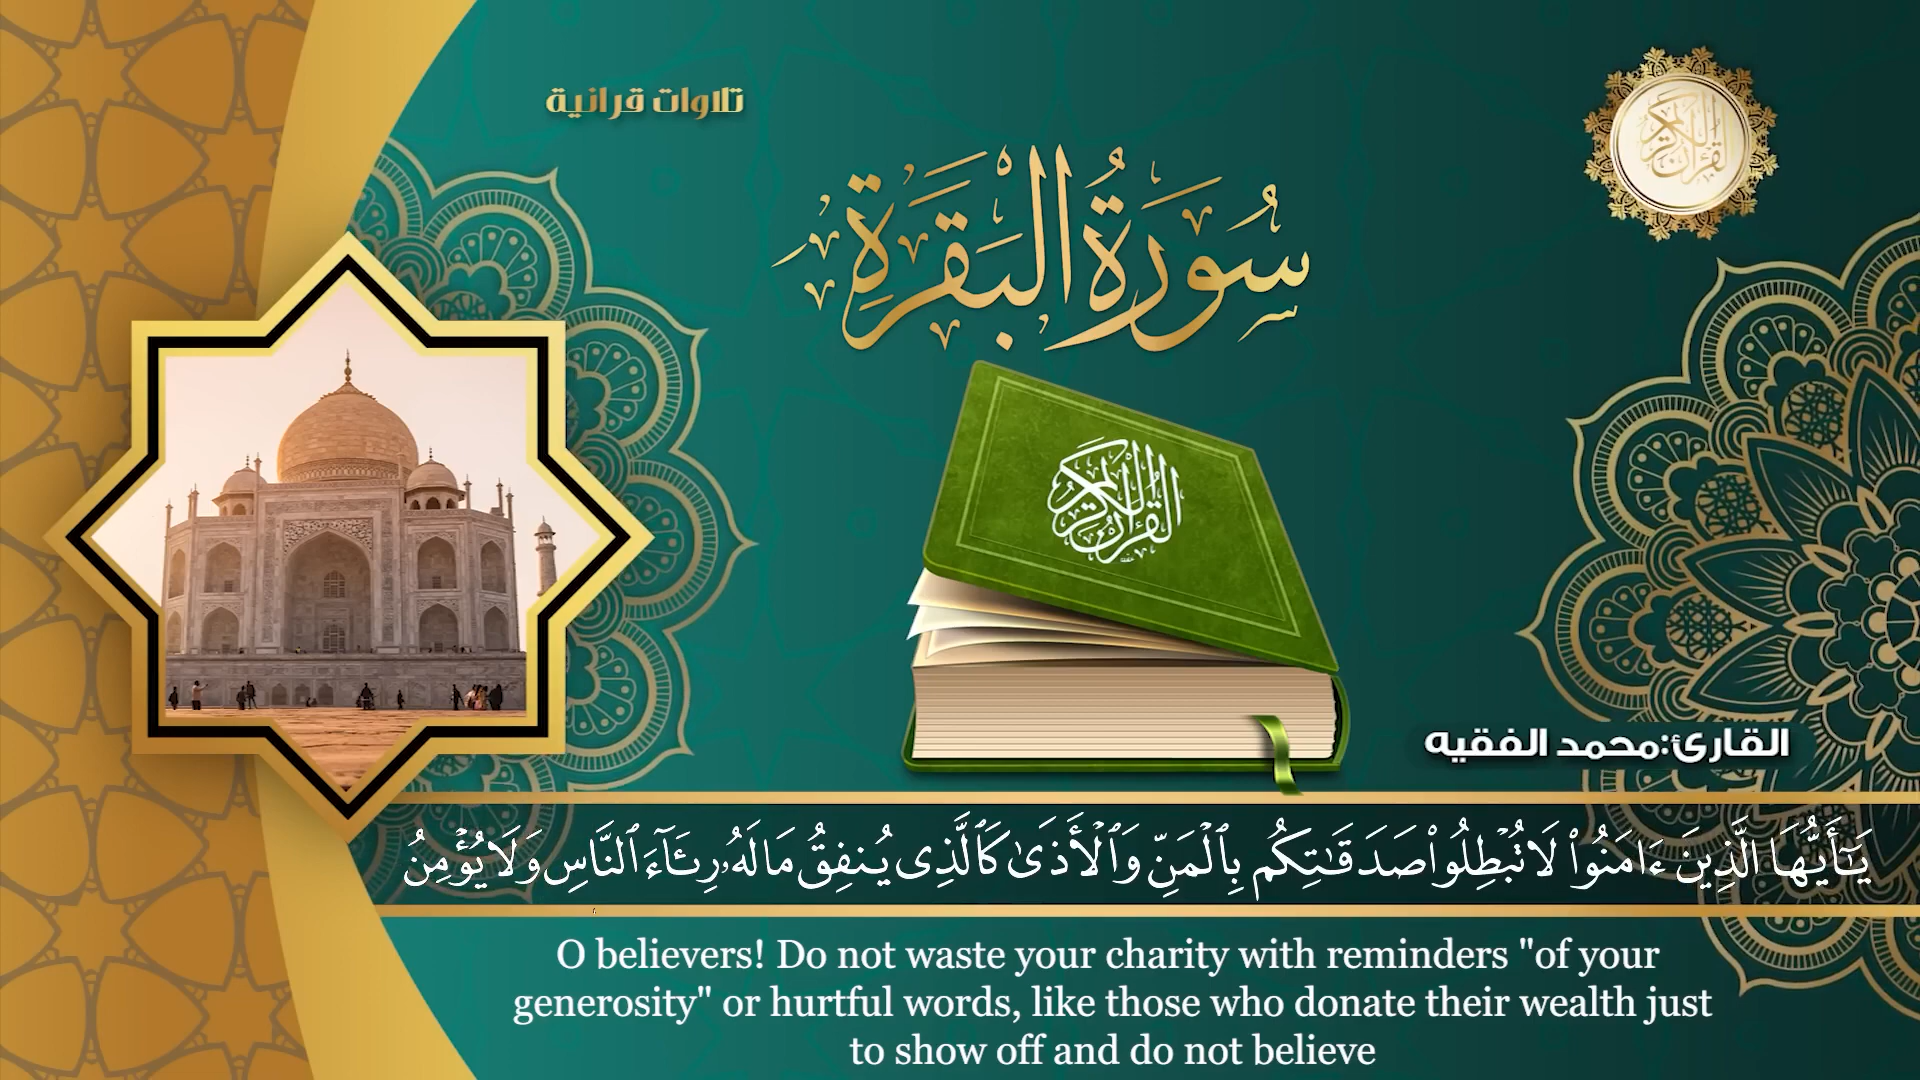 تلاوات قرانية
القرآن الكريم
سُورَةُ البَقَرَةِ
القرآن الكريم
القارئ:محمد الفقيه
يَـٰٓأَيُّهَا ٱلَّذِينَ ءَامَنُوا۟ لَا تُبْطِلُوا۟ صَدَقَـٰتِكُم بِٱلْمَنِّ وَٱلْأَذَىٰ كَٱلَّذِى يُنفِقُ مَالَهُۥ رِئَآءَ ٱلنَّاسِ وَلَا يُؤْمِنُ
O believers! Do not waste your charity with reminders "of your
generosity" or hurtful words, like those who donate their wealth just
to show off and do not believe